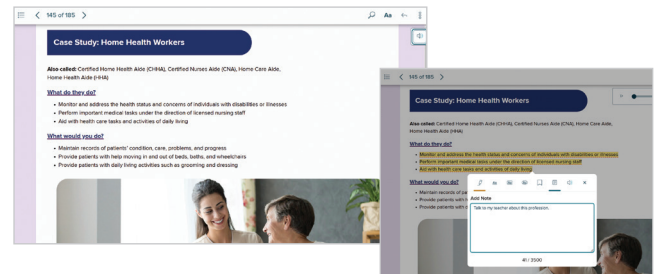 145 of 185
Aa
Case Study: Home Health Workers
Also called: Certified Home Health Aide (CHHA), Certified Nurses Aide (CNA), Home Care Aide,
Home Health Aide (HHA)
What do they do?
• Monitor and address the health status and concerns of individuals with disabilities or illnesses
• Perform important medical tasks under the direction of licensed nursing staff
• Aid with health care tasks and activities of daily living
What would you do?
• Maintain records of patients' condition, care, problems, and progress
• Provide patients with help moving in and out of beds, baths, and wheelchairs
• Provide patients with daily living activities such as grooming and dressing
145 of 185
Case Study: Home Health Workers
Also called: Certified Home Health Aide (CHHA), Certified Nurses Aide (CNA), Home Care Aide,
Home Health Aide (HHA)
What do they do?
• Monitor and address the health status and concerns of individuals with disabilities or illnesses
• Perform important medical tasks under the direction of licensed nursing staff
• Aid with health care tasks and activities of daily living
What would you do?
• Maintain records of
• Provide patients with
• Provide patients with
Add Note
Talk to my teacher about this profession.
41 / 3500